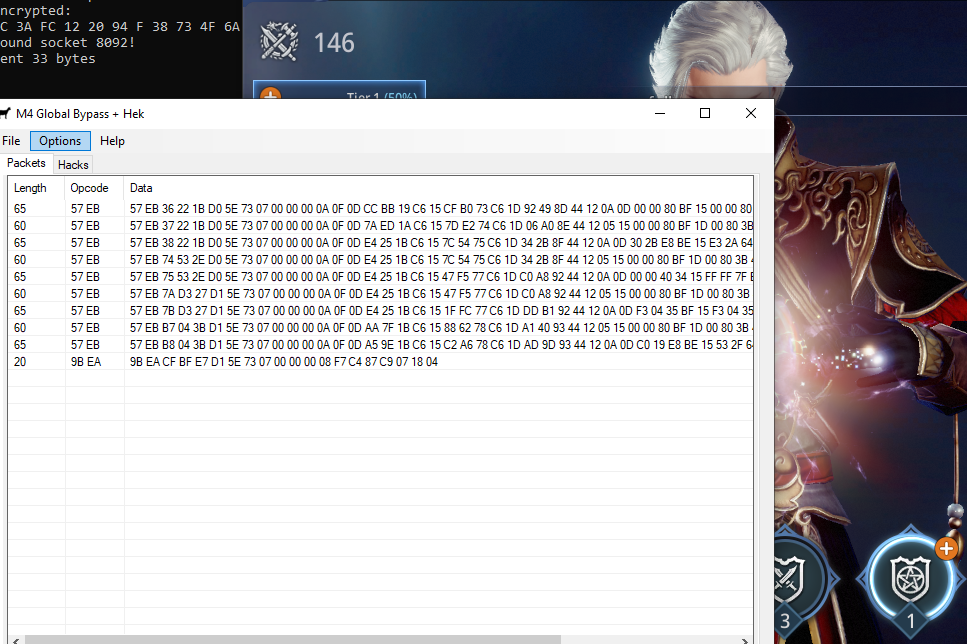 ncrypted:
C 3A FC 12 20 94 F 38 73 4F 6A
ound socket 8092!
ent 33 bytes
146
Tier 1 (50%)
M4 Global Bypass + Hek
File Options Help
Packets Hacks
Length Opcode Data
65 57 EB 57 EB 36 22 1B D0 5E 73 07 00 00 00 0A 0F 0D CC BB 19 C6 15 CF B0 73 C6 1D 92 49 8D 44 12 0A 0D 00 00 80 BF 15 00 00 80
60 57 EB 57 EB 37 22 1B D0 5E 73 07 00 00 00 0A 0F 0D 7A ED 1A C6 15 7D E2 74 C6 1D 06 A0 8E 44 12 05 15 00 00 80 BF 1D 00 80 3B
65 57 EB 57 EB 38 22 1B D0 5E 73 07 00 00 00 0A 0F 0D E4 25 1B C6 15 7C 54 75 C6 1D 34 2B 8F 44 12 0A 0D 30 2B E8 BE 15 E3 2A 64
60 57 EB 57 EB 74 53 2E D0 5E 73 07 00 00 00 0A 0F 0D E4 25 1B C6 15 7C 54 75 C6 1D 34 2B 8F 44 12 05 15 00 00 80 BF 1D 00 80 3B
65 57 EB 57 EB 75 53 2E D0 5E 73 07 00 00 00 0A 0F 0D E4 25 1B C6 15 47 F5 77 C6 1D C0 A8 92 44 12 0A 0D 00 00 40 34 15 FF FF 7F
60 57 EB 57 EB 7A D3 27 D1 5E 73 07 00 00 00 0A 0F 0D E4 25 1B C6 15 47 F5 77 C6 1D C0 A8 92 44 12 05 15 00 00 80 BF 1D 00 80 3B
65 57 EB 57 EB 7B D3 27 D1 5E 73 07 00 00 00 0A 0F 0D E4 25 1B C6 15 1F FC 77 C6 1D DD B1 92 44 12 0A 0D F3 04 35 BF 15 F3 04 35
60 57 EB 57 EB B7 04 3B D1 5E 73 07 00 00 00 0A 0F 0D AA 7F 1B C6 15 88 62 78 C6 1D A1 40 93 44 12 05 15 00 00 80 BF 1D 00 80 3B
65 57 EB 57 EB B8 04 3B D1 5E 73 07 00 00 00 0A 0F 0D A5 9E 1B C6 15 C2 A6 78 C6 1D AD 9D 93 44 12 0A 0D C0 19 E8 BE 15 53 2F
20 9B EA 9B EA CF BF E7 D1 5E 73 07 00 00 00 08 F7 C4 87 C9 07 18 04
3
1